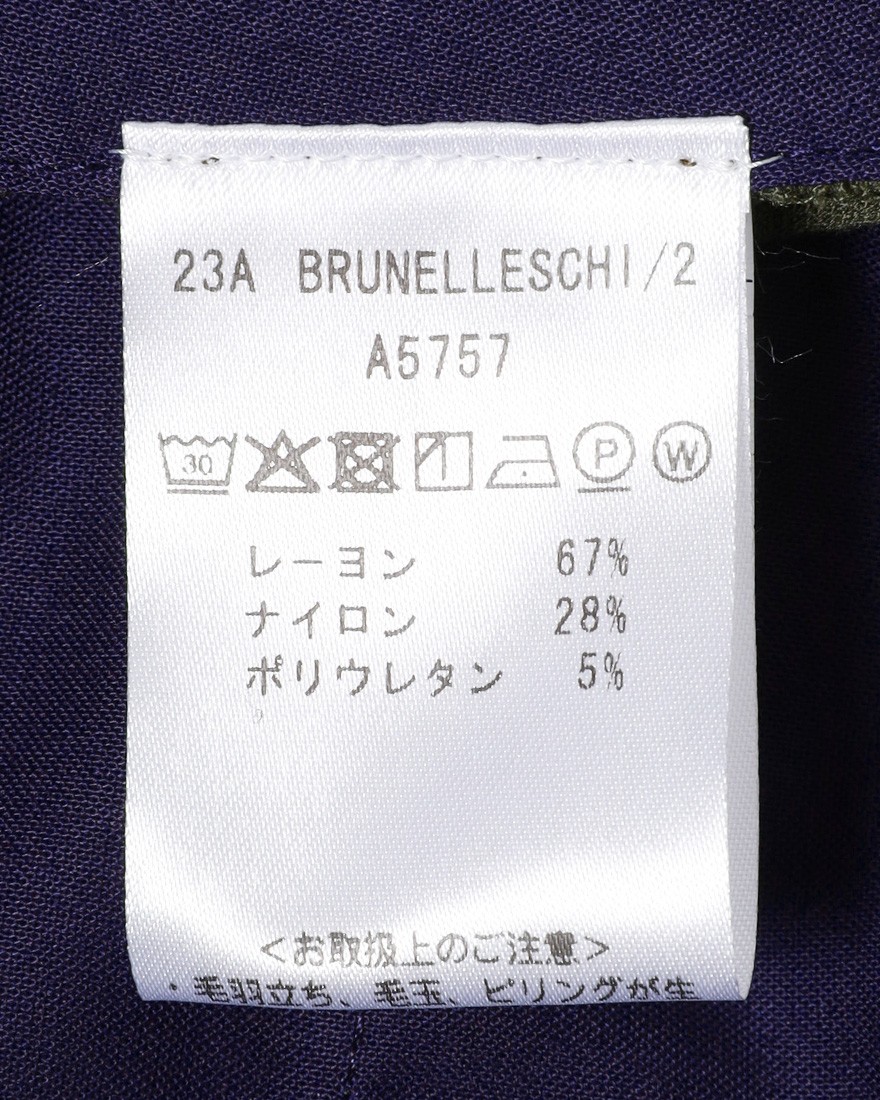 23A BRUNELLESCHI/2
A5757
30 P W
レーヨン 67%
ナイロン 28%
ポリウレタン 5%
<お取扱上のご注意>
・毛羽立ち、毛玉、ピリングが生